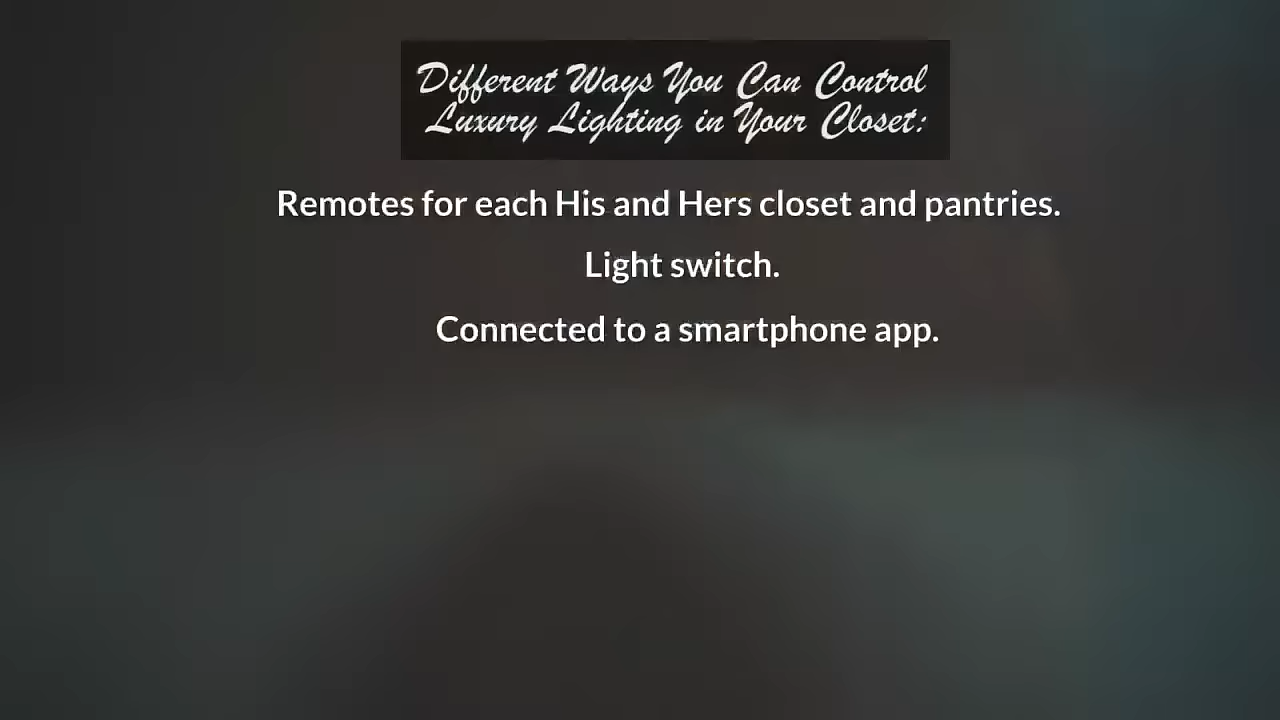 Different Ways You Can Control
Luxury Lighting in Your Closet:
Remotes for each His and Hers closet and pantries.
Light switch.
Connected to a smartphone app.